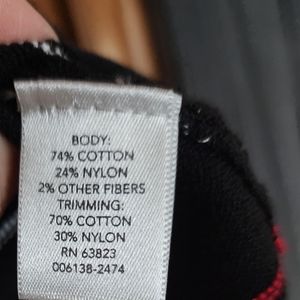 BODY:
74% COTTON
24% NYLON
2% OTHER FIBERS
TRIMMING:
70% COTTON
30% NYLON
RN 63823
006138-2474